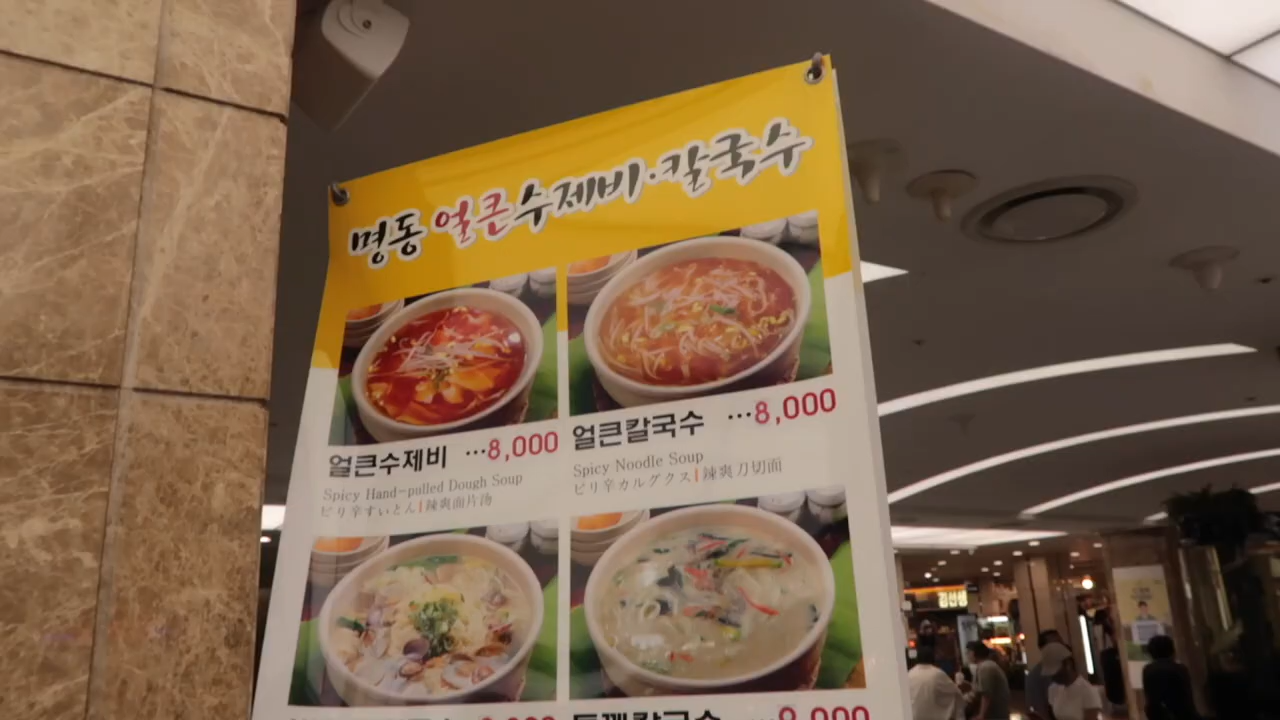 명동 얼큰수제비·칼국수
얼큰수제비 ···8,000
Spicy Hand-pulled Dough Soup
ピリ辛すいとん|辣爽面片汤
얼큰칼국수 ···8,000
Spicy Noodle Soup
ピリ辛カルグクス|辣爽刀切面
김선생